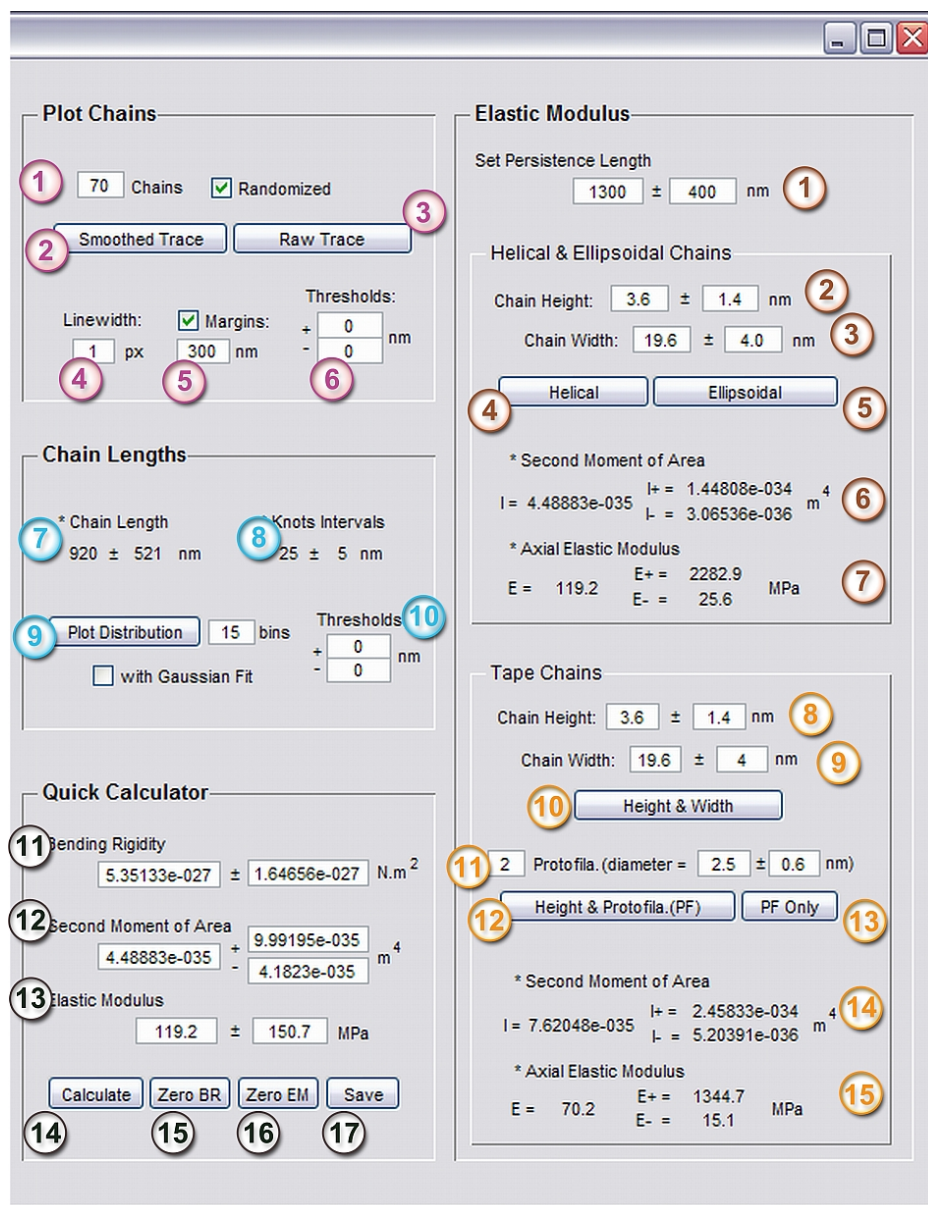 Plot Chains
1
70 Chains Randomized
3
2 Smoothed Trace Raw Trace
Thresholds:
Linewidth: Margins:
+ 0
1 px 300 nm - 0 nm
4 5 6
Chain Lengths
* Chain Length Knots Intervals
7 8
920 ± 521 nm 25 ± 5 nm
Thresholds 10
9 Plot Distribution 15 bins
+ 0
- 0 nm
with Gaussian Fit
Quick Calculator
11 Bending Rigidity
5.35133e-027 ± 1.64656e-027 N.m 2
12 Second Moment of Area
4.48883e-035 + 9.99195e-035
- 4.1823e-035 m 4
13 Elastic Modulus
119.2 ± 150.7 MPa
Calculate Zero BR Zero EM Save
14 15 16 17
Elastic Modulus
Set Persistence Length
1300 ± 400 nm 1
Helical & Ellipsoidal Chains
Chain Height: 3.6 ± 1.4 nm 2
Chain Width: 19.6 ± 4.0 nm 3
4 Helical Ellipsoidal 5
* Second Moment of Area
I = 4.48883e-035 I+ = 1.44808e-034
I- = 3.06536e-036 m 4 6
* Axial Elastic Modulus
E = 119.2 E+ = 2282.9
E- = 25.6 MPa 7
Tape Chains
Chain Height: 3.6 ± 1.4 nm 8
Chain Width: 19.6 ± 4 nm 9
10 Height & Width
11 2 Protofila. (diameter = 2.5 ± 0.6 nm)
12 Height & Protofila.(PF) PF Only 13
* Second Moment of Area
I = 7.62048e-035 I+ = 2.45833e-034
I- = 5.20391e-036 m 4 14
* Axial Elastic Modulus
E = 70.2 E+ = 1344.7
E- = 15.1 MPa 15